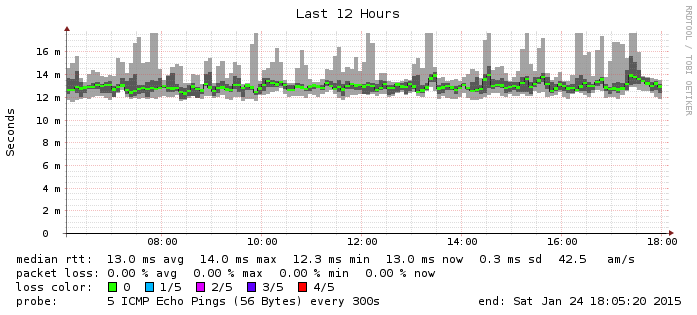 Last 12 Hours
RRDTOOL / TOBI OETIKER
Seconds
16 m
14 m
12 m
10 m
8 m
6 m
4 m
2 m
0
08:00 10:00 12:00 14:00 16:00 18:00
median rtt: 13.0 ms avg 14.0 ms max 12.3 ms min 13.0 ms now 0.3 ms sd 42.5 am/s
packet loss: 0.00 % avg 0.00 % max 0.00 % min 0.00 % now
loss color: 0 1/5 2/5 3/5 4/5
probe: 5 ICMP Echo Pings (56 Bytes) every 300s end: Sat Jan 24 18:05:20 2015